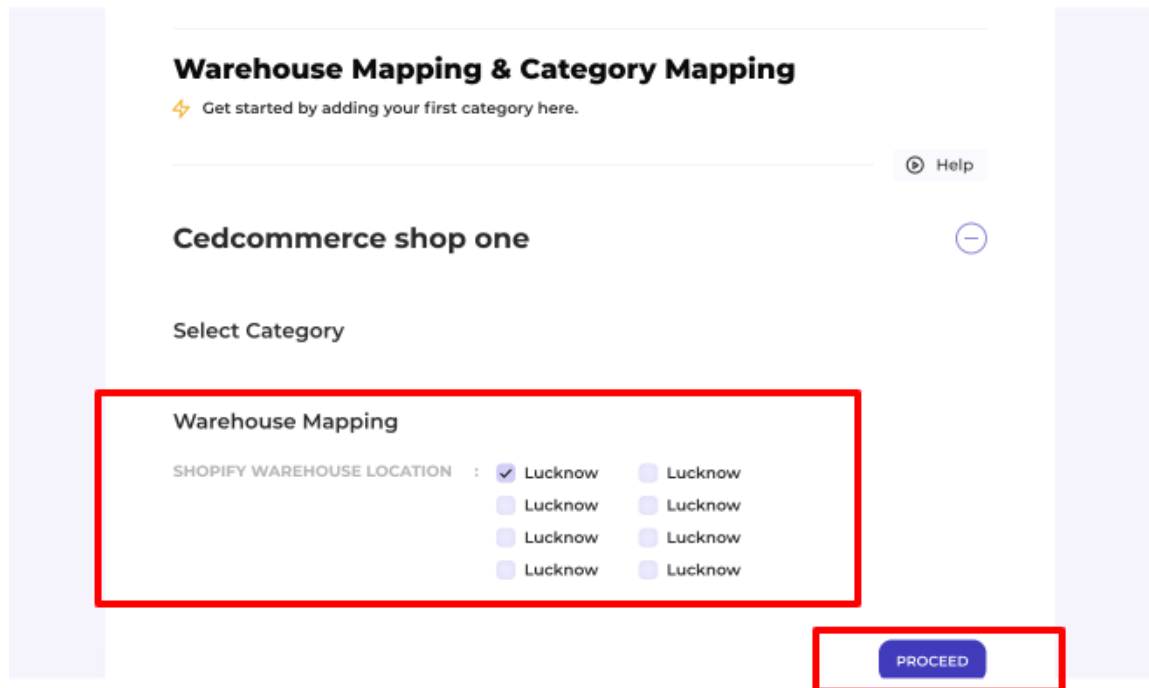 Warehouse Mapping & Category Mapping
Get started by adding your first category here.
Help
Cedcommerce shop one
Select Category
Warehouse Mapping
SHOPIFY WAREHOUSE LOCATION : Lucknow Lucknow
Lucknow Lucknow
Lucknow Lucknow
Lucknow Lucknow
PROCEED